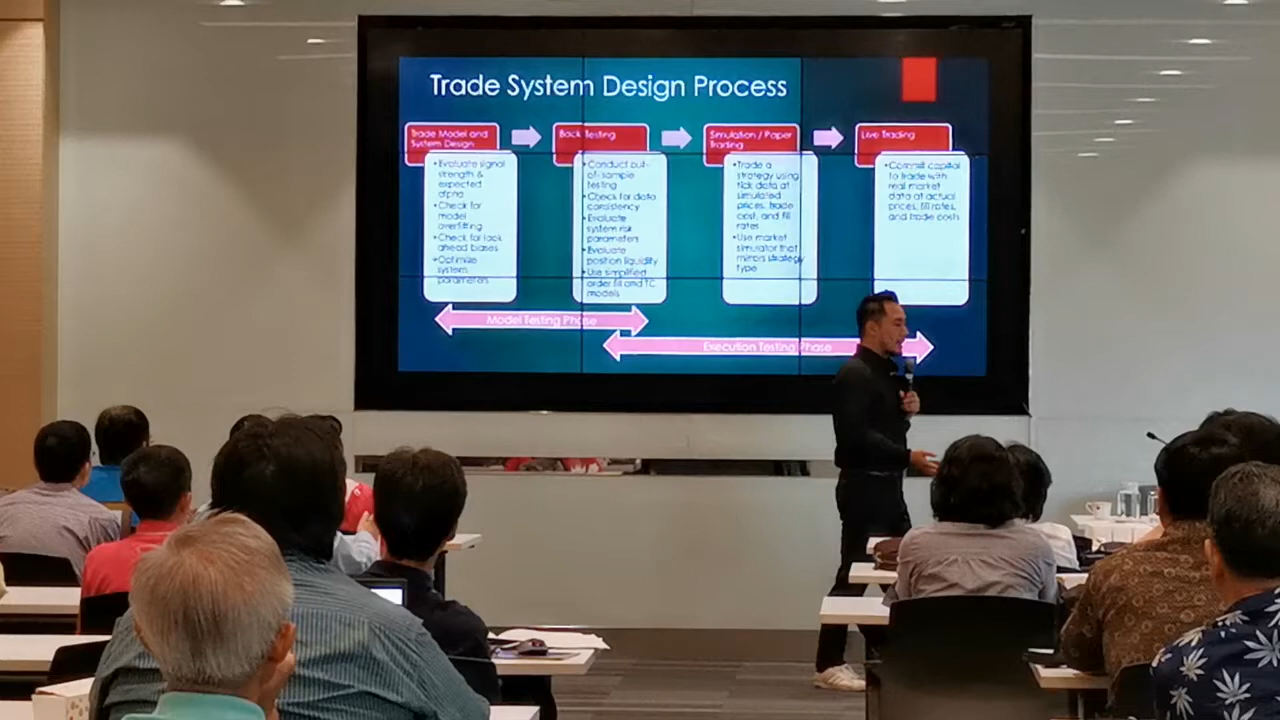 Trade System Design Process
Trade Model and
System Design
• Evaluate signal
strength &
expected
alpha
• Check for
model
overfitting
• Check for look
ahead biases
• Optimize
system
parameters
Back Testing
• Conduct out-
of-sample
testing
• Check for data
consistency
• Evaluate
system risk
parameters
• Evaluate
position liquidity
• Use simplified
order fill and TC
models
Simulation / Paper
Trading
• Trade a
strategy using
tick data at
simulated
prices, trade
cost, and fill
rates
• Use market
simulator that
mirrors strategy
type
Live Trading
• Commit capital
to trade with
real market
data at actual
prices, fill rates,
and trade costs
Model Testing Phase
Execution Testing Phase